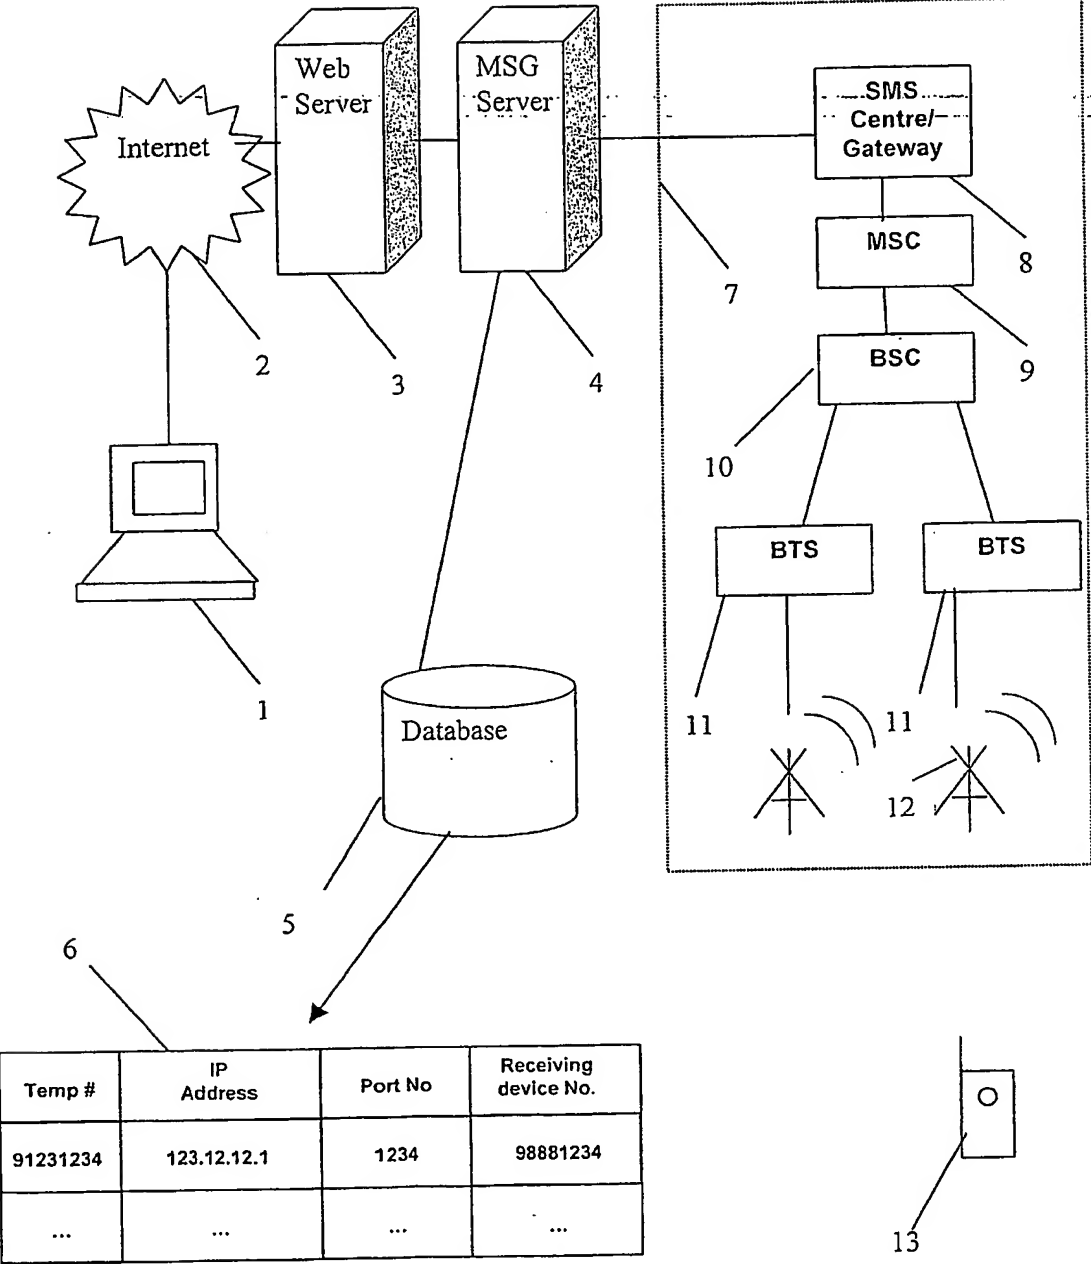 Web
Server
MSG
Server
SMS
Centre/
Gateway
Internet
MSC
8
7
BSC
2
3
4
9
10
BTS
BTS
1
11
11
Database
12
5
6
Temp #
IP
Address
Port No
Receiving
device No.
91231234
123.12.12.1
1234
98881234
...
...
...
...
13